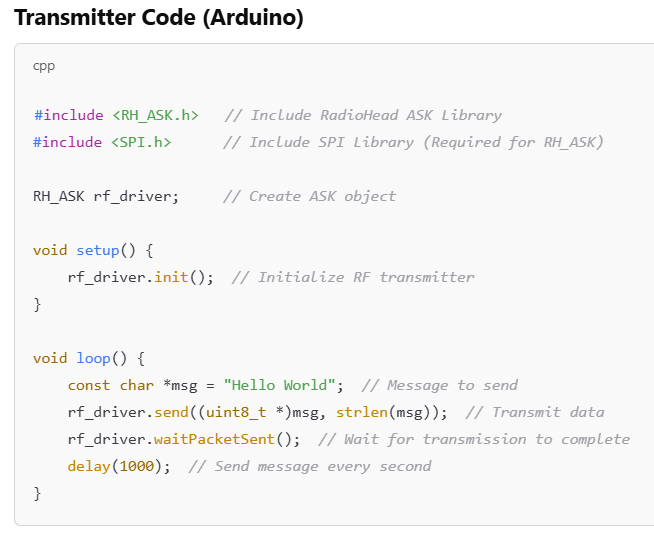 Transmitter Code (Arduino)
cpp
#include <RH_ASK.h>   // Include RadioHead ASK Library
#include <SPI.h>      // Include SPI Library (Required for RH_ASK)
RH_ASK rf_driver;     // Create ASK object
void setup() {
    rf_driver.init();  // Initialize RF transmitter
}
void loop() {
    const char *msg = "Hello World";  // Message to send
    rf_driver.send((uint8_t *)msg, strlen(msg));  // Transmit data
    rf_driver.waitPacketSent();  // Wait for transmission to complete
    delay(1000);  // Send message every second
}